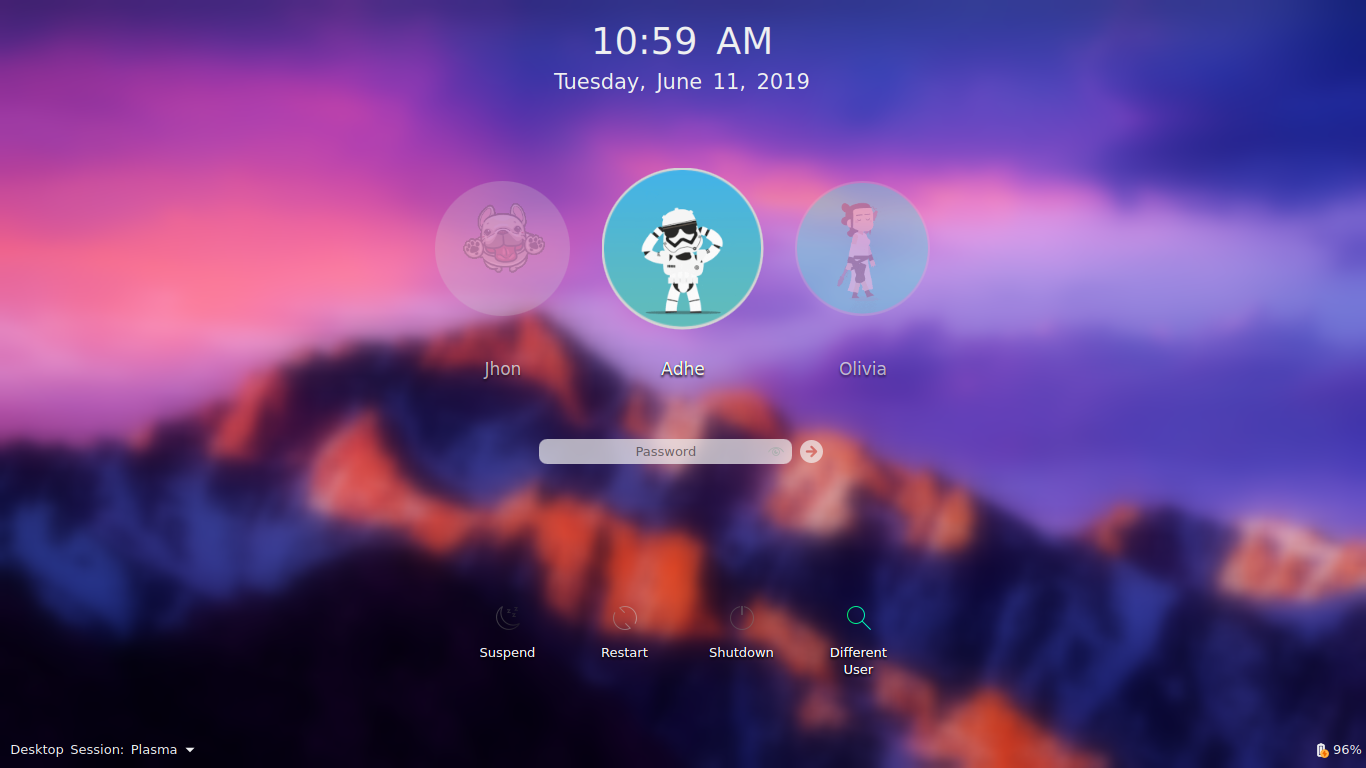 10:59 AM
Tuesday, June 11, 2019
Jhon
Adhe
Olivia
Password
Suspend
Restart
Shutdown
Different
User
Desktop Session: Plasma
96%